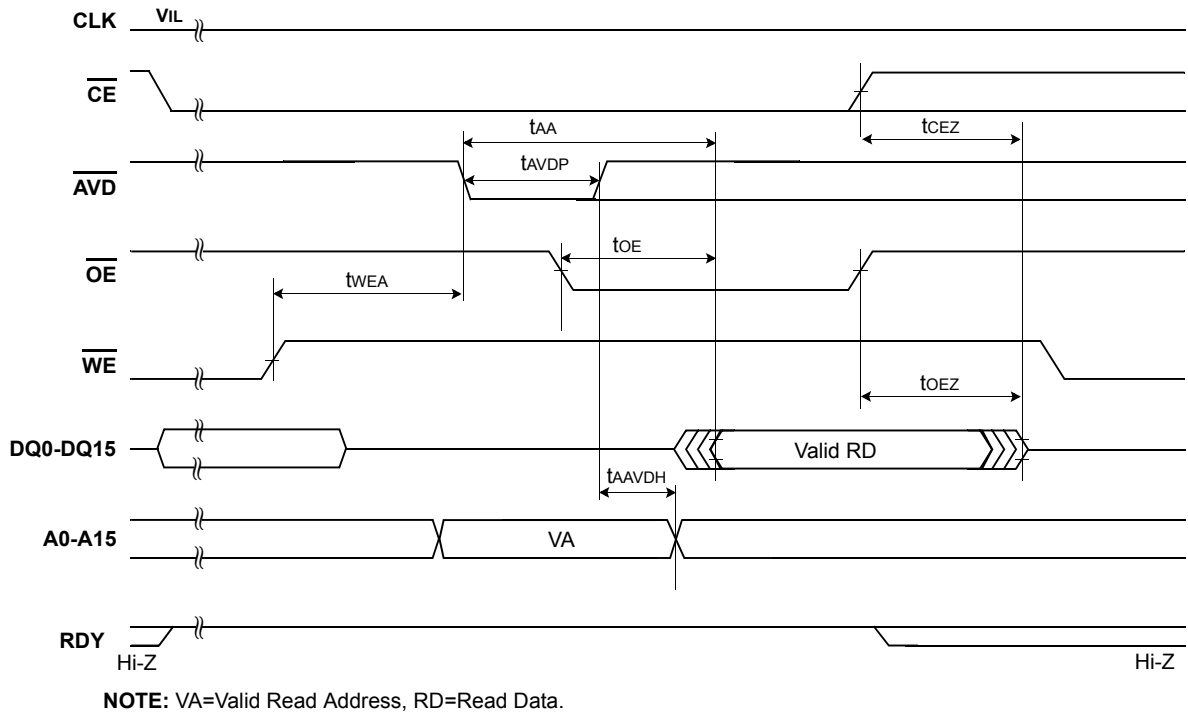 CLK VIL
CE
tAA
tCEZ
AVD
tAVDP
OE
tOE
tWEA
WE
tOEZ
DQ0-DQ15
Valid RD
tAAVDH
A0-A15
VA
RDY
Hi-Z
Hi-Z
NOTE: VA=Valid Read Address, RD=Read Data.